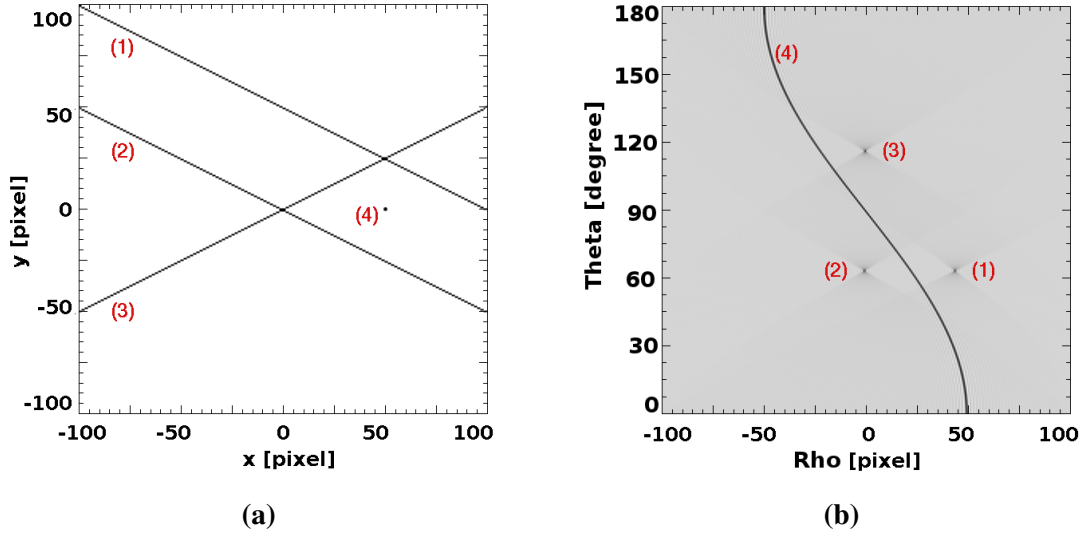 100
50
0
-50
-100
y [pixel]
(1)
(2)
(3)
(4)
-100 -50 0 50 100
x [pixel]
(a)
180
150
120
90
60
30
0
Theta [degree]
(4)
(3)
(2)
(1)
-100 -50 0 50 100
Rho [pixel]
(b)